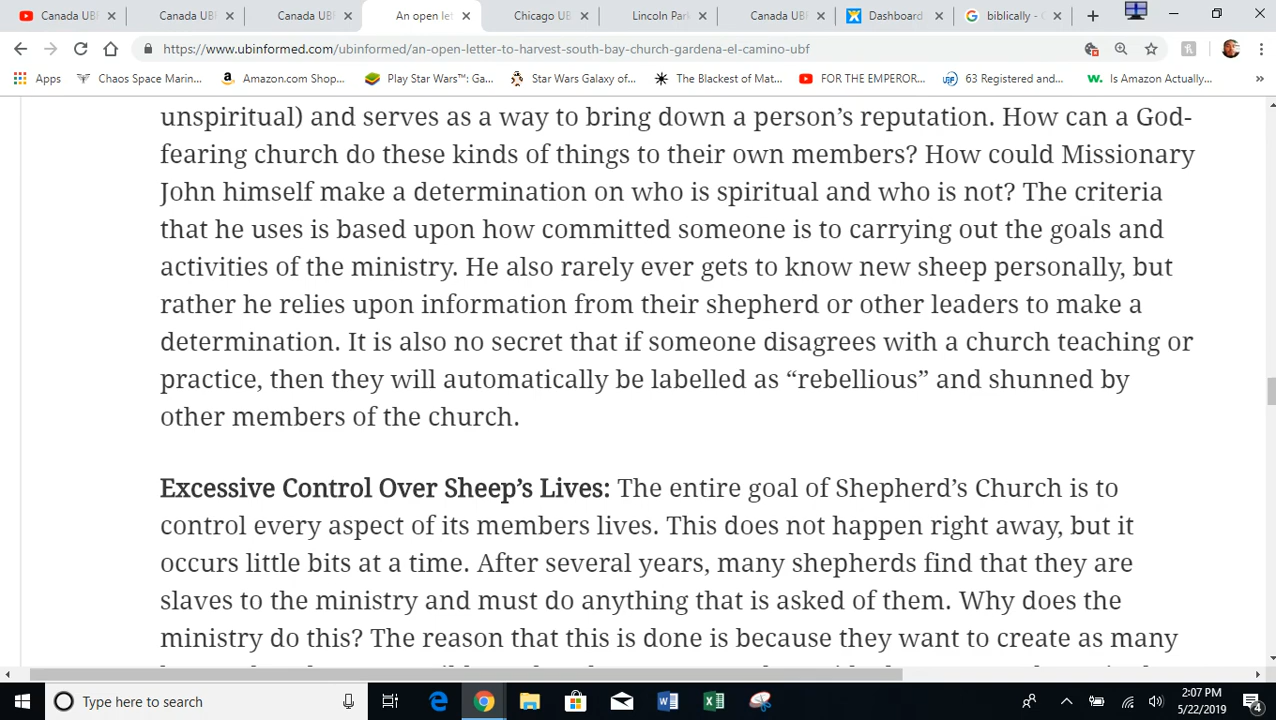 Canada UBF
Canada UBF
Canada UBF
An open let
Chicago UB
Lincoln Park
Canada UBF
Dashboard
biblically - G
https://www.ubinformed.com/ubinformed/an-open-letter-to-harvest-south-bay-church-gardena-el-camino-ubf
Apps
Chaos Space Marin...
Amazon.com Shop...
Play Star Wars™: Ga...
Star Wars Galaxy of...
The Blackest of Mat...
FOR THE EMPEROR...
63 Registered and...
Is Amazon Actually...
»
unspiritual) and serves as a way to bring down a person’s reputation. How can a God-
fearing church do these kinds of things to their own members? How could Missionary
John himself make a determination on who is spiritual and who is not? The criteria
that he uses is based upon how committed someone is to carrying out the goals and
activities of the ministry. He also rarely ever gets to know new sheep personally, but
rather he relies upon information from their shepherd or other leaders to make a
determination. It is also no secret that if someone disagrees with a church teaching or
practice, then they will automatically be labelled as “rebellious” and shunned by
other members of the church.
Excessive Control Over Sheep’s Lives: The entire goal of Shepherd’s Church is to
control every aspect of its members lives. This does not happen right away, but it
occurs little bits at a time. After several years, many shepherds find that they are
slaves to the ministry and must do anything that is asked of them. Why does the
ministry do this? The reason that this is done is because they want to create as many
Type here to search
2:07 PM
5/22/2019
4